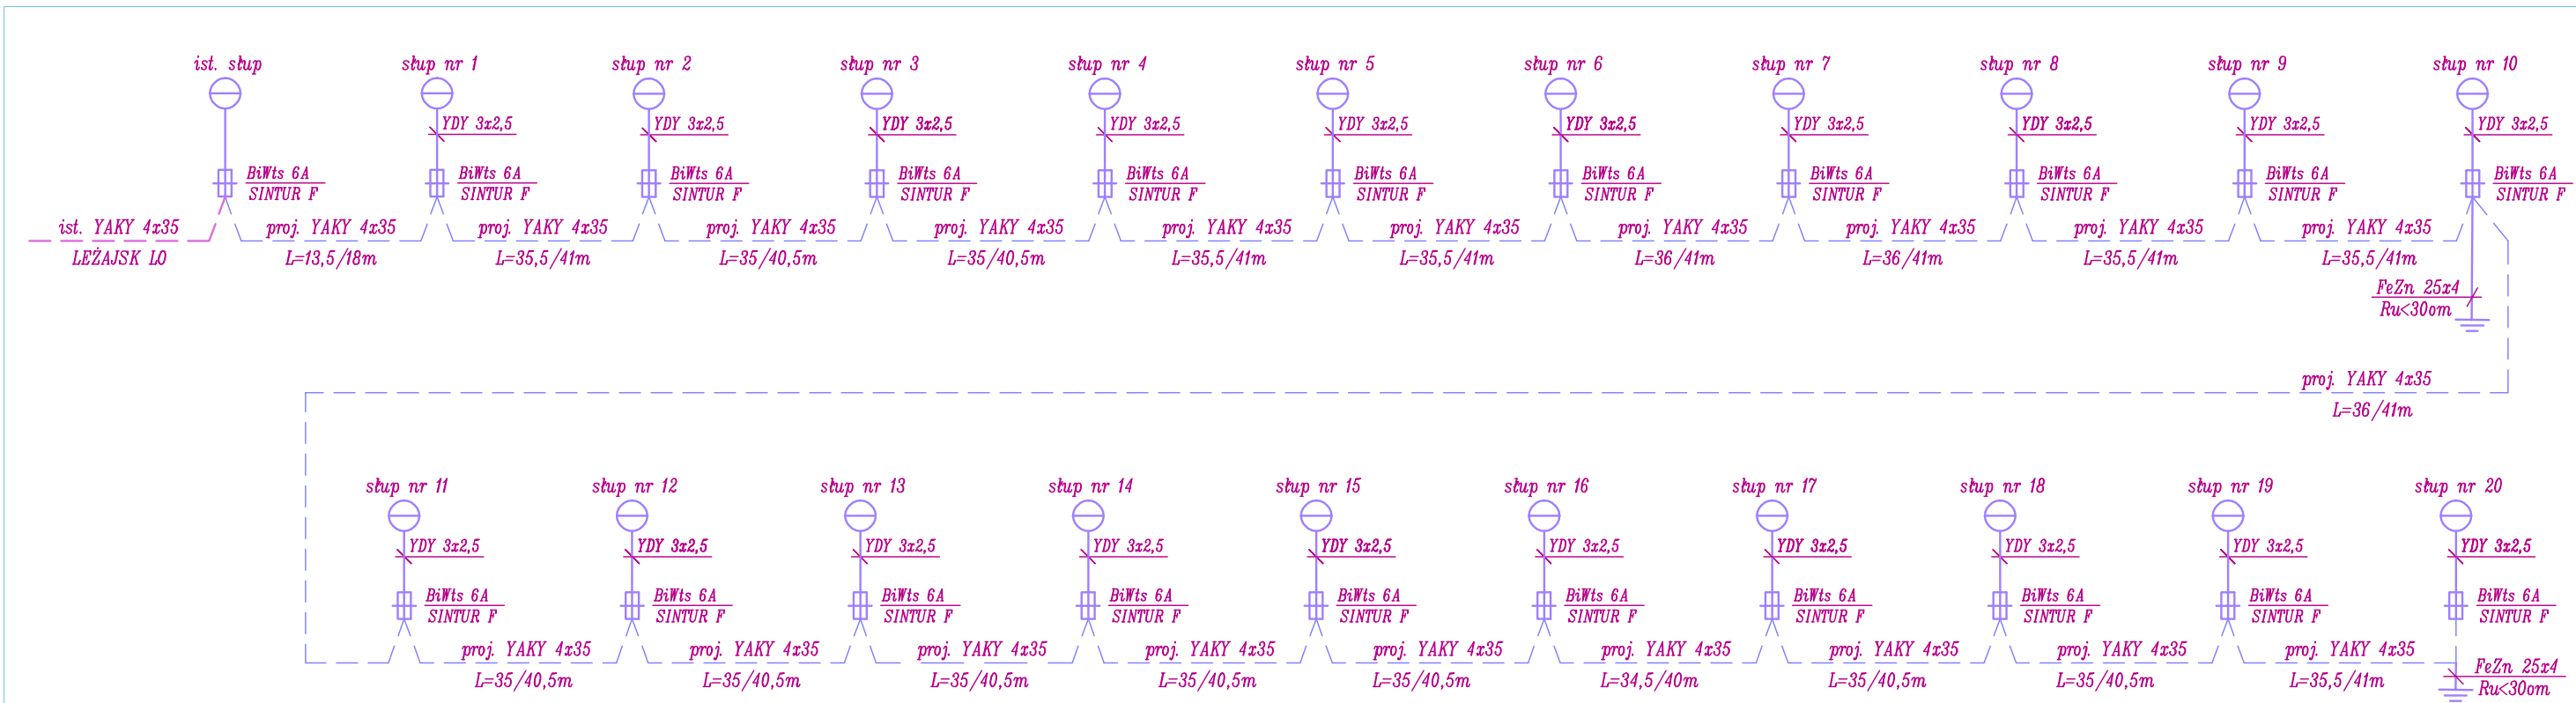 ist. słup
słup nr 1
słup nr 2
słup nr 3
słup nr 4
słup nr 5
słup nr 6
słup nr 7
słup nr 8
słup nr 9
słup nr 10
YDY 3x2,5
YDY 3x2,5
YDY 3x2,5
YDY 3x2,5
YDY 3x2,5
YDY 3x2,5
YDY 3x2,5
YDY 3x2,5
YDY 3x2,5
YDY 3x2,5
BiWts 6A
SINTUR F
BiWts 6A
SINTUR F
BiWts 6A
SINTUR F
BiWts 6A
SINTUR F
BiWts 6A
SINTUR F
BiWts 6A
SINTUR F
BiWts 6A
SINTUR F
BiWts 6A
SINTUR F
BiWts 6A
SINTUR F
BiWts 6A
SINTUR F
BiWts 6A
SINTUR F
ist. YAKY 4x35
LEŻAJSK LO
proj. YAKY 4x35
L=13,5/18m
proj. YAKY 4x35
L=35,5/41m
proj. YAKY 4x35
L=35/40,5m
proj. YAKY 4x35
L=35/40,5m
proj. YAKY 4x35
L=35,5/41m
proj. YAKY 4x35
L=35,5/41m
proj. YAKY 4x35
L=36/41m
proj. YAKY 4x35
L=36/41m
proj. YAKY 4x35
L=35,5/41m
proj. YAKY 4x35
L=35,5/41m
FeZn 25x4
Ru<30om
proj. YAKY 4x35
L=36/41m
słup nr 11
słup nr 12
słup nr 13
słup nr 14
słup nr 15
słup nr 16
słup nr 17
słup nr 18
słup nr 19
słup nr 20
YDY 3x2,5
YDY 3x2,5
YDY 3x2,5
YDY 3x2,5
YDY 3x2,5
YDY 3x2,5
YDY 3x2,5
YDY 3x2,5
YDY 3x2,5
YDY 3x2,5
BiWts 6A
SINTUR F
BiWts 6A
SINTUR F
BiWts 6A
SINTUR F
BiWts 6A
SINTUR F
BiWts 6A
SINTUR F
BiWts 6A
SINTUR F
BiWts 6A
SINTUR F
BiWts 6A
SINTUR F
BiWts 6A
SINTUR F
BiWts 6A
SINTUR F
proj. YAKY 4x35
L=35/40,5m
proj. YAKY 4x35
L=35/40,5m
proj. YAKY 4x35
L=35/40,5m
proj. YAKY 4x35
L=35/40,5m
proj. YAKY 4x35
L=35/40,5m
proj. YAKY 4x35
L=34,5/40m
proj. YAKY 4x35
L=35/40,5m
proj. YAKY 4x35
L=35/40,5m
proj. YAKY 4x35
L=35,5/41m
FeZn 25x4
Ru<30om